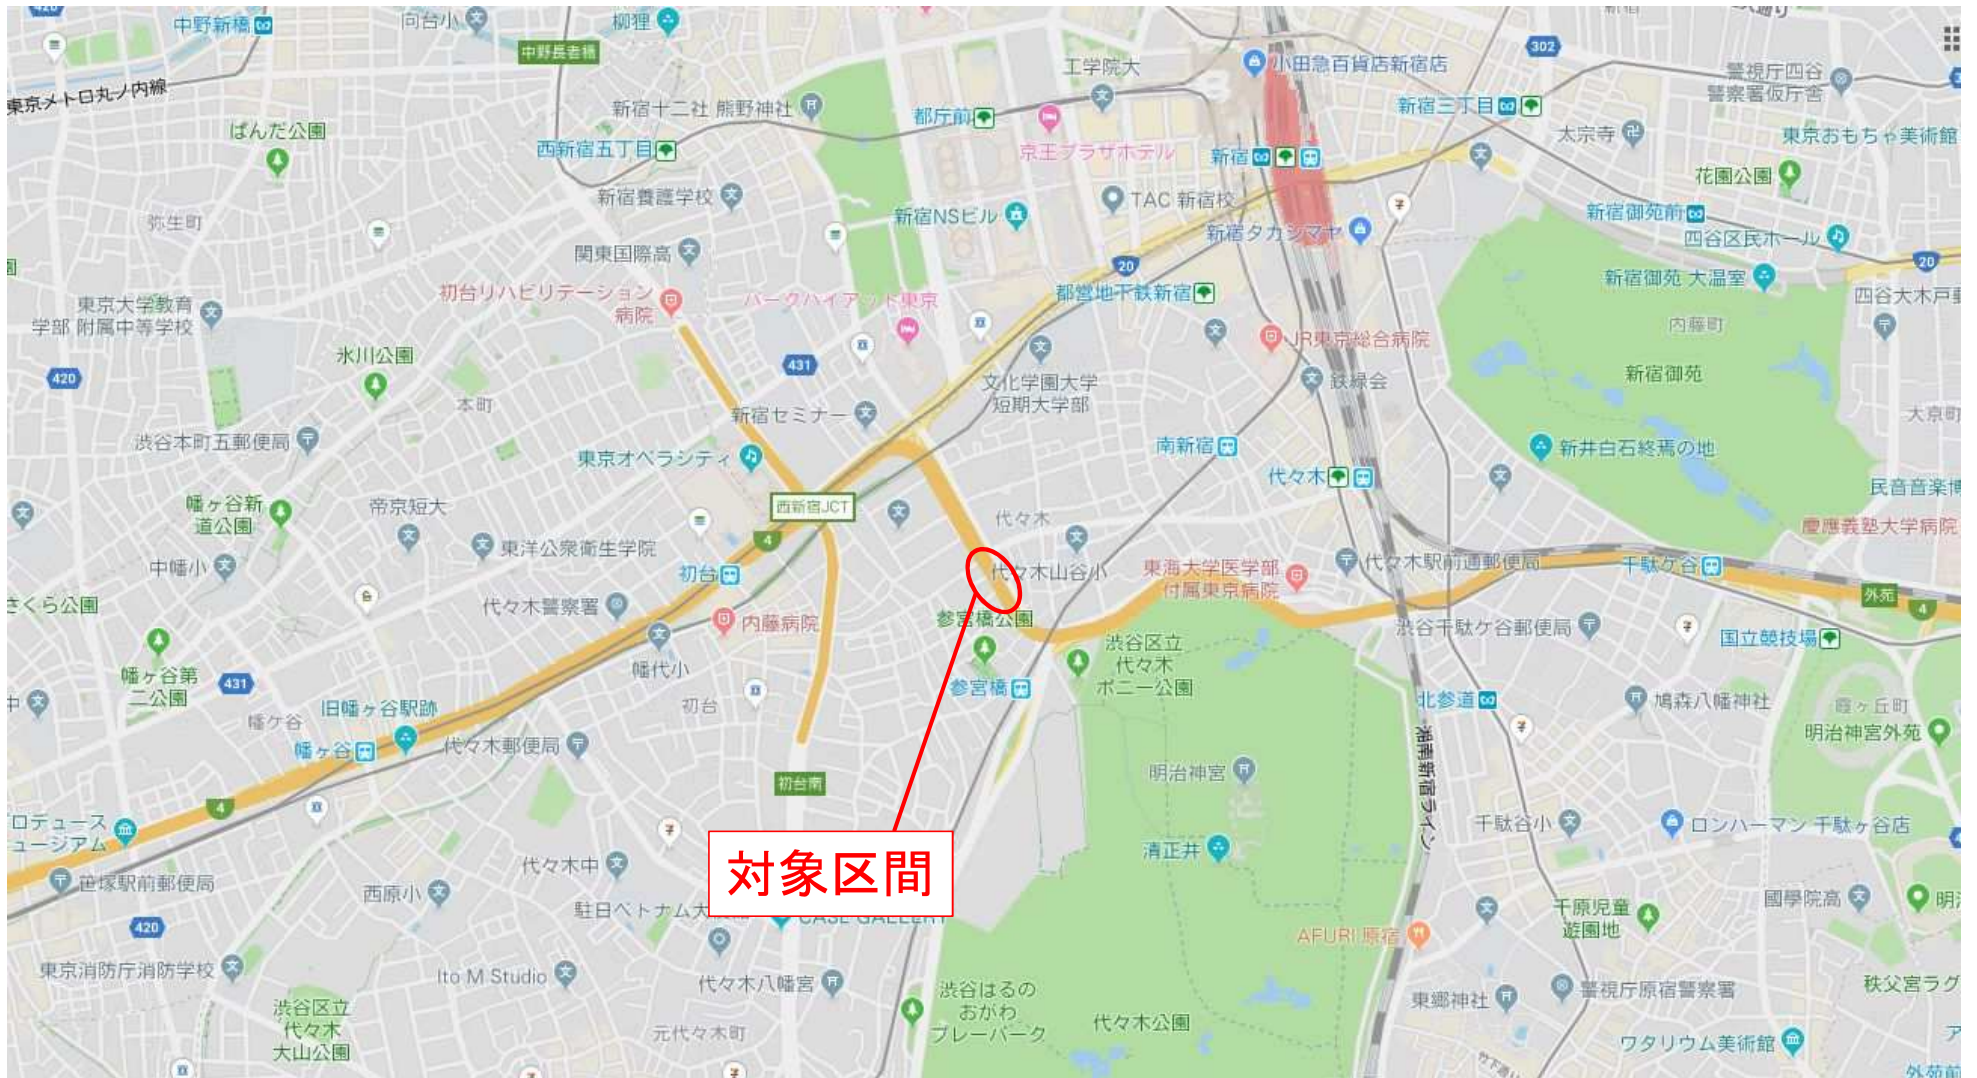 中野新橋
向台小
柳狸
中野長者橋
東京メトロ丸ノ内線
工学院大
小田急百貨店新宿店
302
警視庁四谷
警察署仮庁舎
ばんだ公園
新宿十二社 熊野神社
都庁前
新宿三丁目
太宗寺
東京おもちゃ美術館
西新宿五丁目
京王プラザホテル
新宿
花園公園
新宿養護学校
TAC 新宿校
新宿NSビル
新宿御苑前
弥生町
新宿タカシマヤ
四谷区民ホール
関東国際高
20
20
新宿御苑 大温室
東京大学教育
学部 附属中等学校
初台リハビリテーション
病院
パークハイアット東京
都営地下鉄新宿
四谷大木戸
内藤町
JR東京総合病院
氷川公園
431
420
文化学園大学
短期大学部
鉄緑会
新宿御苑
本町
新宿セミナー
大京町
渋谷本町五郵便局
東京オペラシティ
南新宿
新井白石終焉の地
代々木
民音音楽博
幡ヶ谷新
道公園
帝京短大
西新宿JCT
代々木
慶應義塾大学病院
4
東洋公衆衛生学院
中幡小
初台
代々木山谷小
東海大学医学部
付属東京病院
代々木駅前通郵便局
千駄ケ谷
さくら公園
代々木警察署
内藤病院
参宮橋公園
外苑
4
渋谷千駄ケ谷郵便局
国立競技場
幡ヶ谷第
二公園
幡代小
渋谷区立
代々木
ポニー公園
431
参宮橋
北参道
鳩森八幡神社
霞ヶ丘町
旧幡ヶ谷駅跡
初台
幡ケ谷
明治神宮外苑
幡ヶ谷
代々木郵便局
湘南新宿ライン
明治神宮
初台南
4
ロデュース
ュージアム
千駄谷小
ロンハーマン 千駄ヶ谷店
対象区間
清正井
代々木中
笹塚駅前郵便局
西原小
國學院高
駐日ベトナム大
CASE GALLERY
千原児童
遊園地
420
AFURI 原宿
東京消防庁消防学校
Ito M Studio
代々木八幡宮
渋谷はるの
おがわ
プレーパーク
東郷神社
警視庁原宿警察署
秩父宮ラグ
渋谷区立
代々木
大山公園
元代々木町
代々木公園
ワタリウム美術館
外苑前